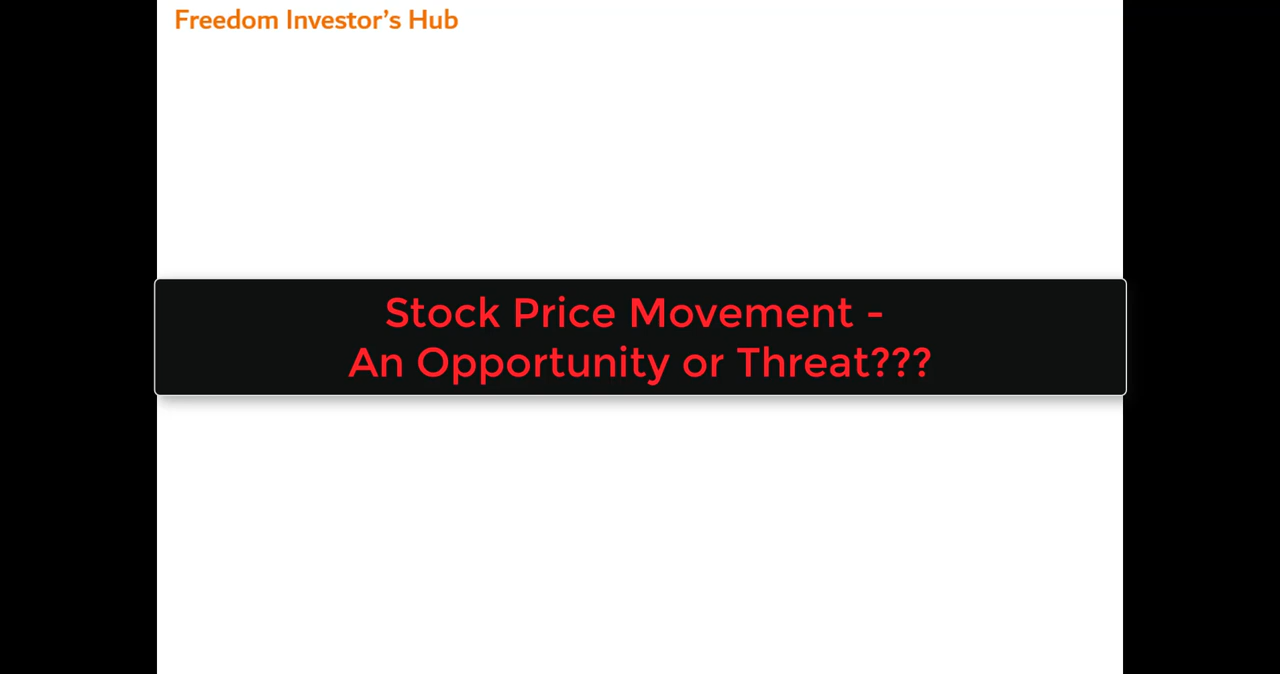 Freedom Investor’s Hub
Stock Price Movement -
An Opportunity or Threat???